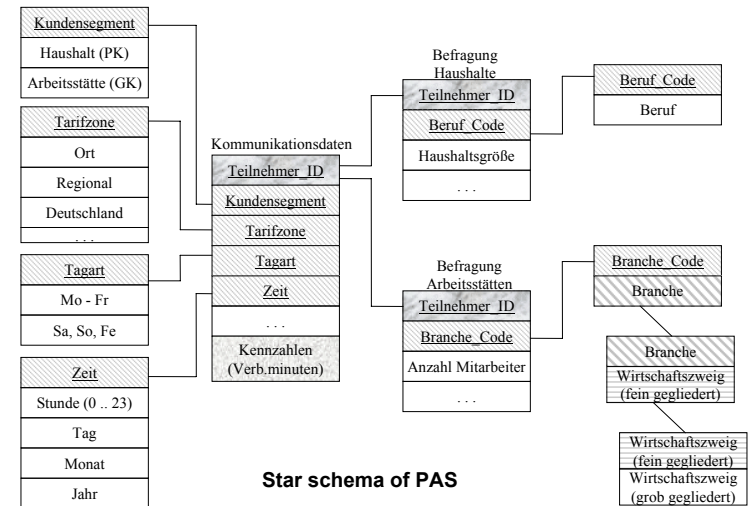 Kundensegment
Haushalt (PK)
Arbeitsstätte (GK)
Tarifzone
Ort
Regional
Deutschland
. . .
Tagart
Mo - Fr
Sa, So, Fe
Zeit
Stunde (0 .. 23)
Tag
Monat
Jahr
Kommunikationsdaten
Teilnehmer_ID
Kundensegment
Tarifzone
Tagart
Zeit
. . .
Kennzahlen
(Verb.minuten)
Befragung
Haushalte
Teilnehmer_ID
Beruf_Code
Haushaltsgröße
. . .
Befragung
Arbeitsstätten
Teilnehmer_ID
Branche_Code
Anzahl Mitarbeiter
. . .
Beruf_Code
Beruf
Branche_Code
Branche
Branche
Wirtschaftszweig
(fein gegliedert)
Wirtschaftszweig
(fein gegliedert)
Wirtschaftszweig
(grob gegliedert)
Star schema of PAS